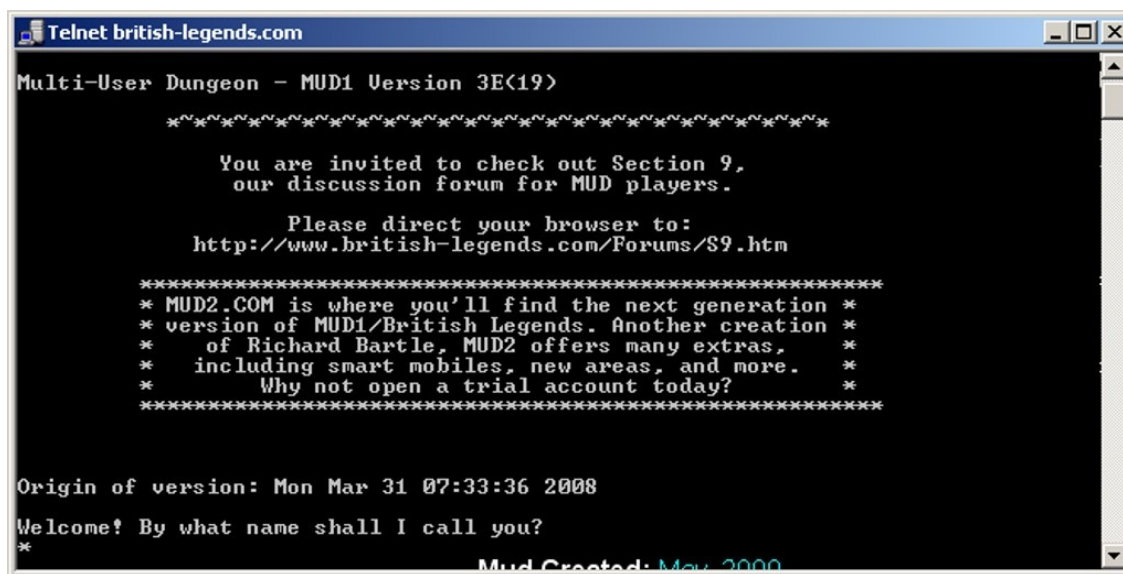 Telnet british-legends.com
Multi-User Dungeon - MUD1 Version 3E(19)
*~*~*~*~*~*~*~*~*~*~*~*~*~*~*~*~*~*~*~*~*~*~*~*~*
You are invited to check out Section 9,
our discussion forum for MUD players.
Please direct your browser to:
http://www.british-legends.com/Forums/S9.htm
*******************************************************
* MUD2.COM is where you'll find the next generation *
* version of MUD1/British Legends. Another creation *
* of Richard Bartle, MUD2 offers many extras, *
* including smart mobiles, new areas, and more. *
* Why not open a trial account today? *
*******************************************************
Origin of version: Mon Mar 31 07:33:36 2008
Welcome! By what name shall I call you?
*
Mud Created: May, 2000